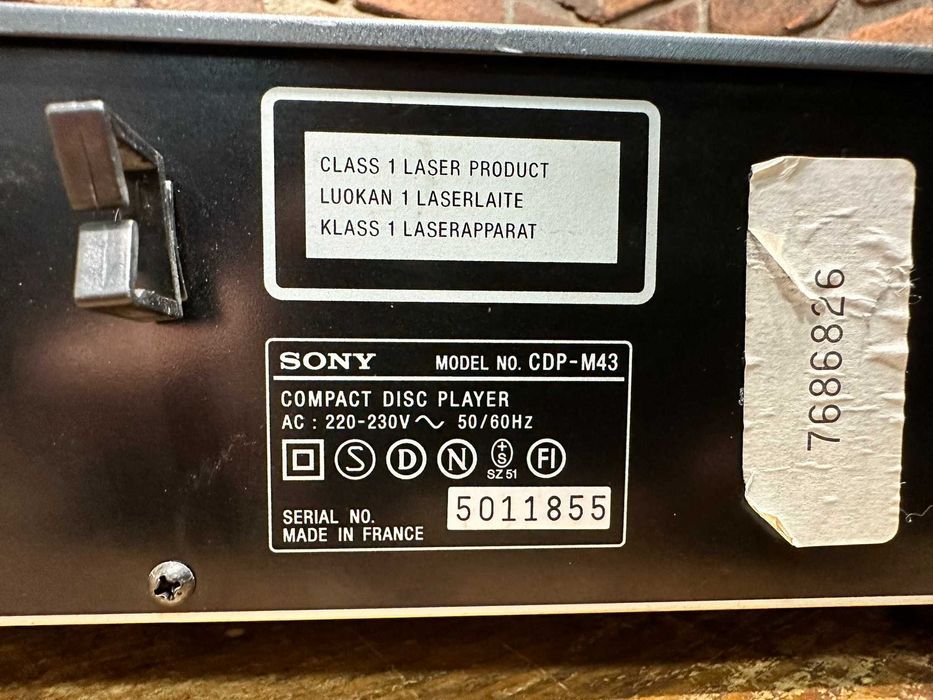 CLASS 1 LASER PRODUCT
LUOKAN 1 LASERLAITE
KLASS 1 LASERAPPARAT
SONY MODEL NO. CDP-M43
COMPACT DISC PLAYER
AC : 220-230V ~ 50/60Hz
S D N +S FI
SZ 51
SERIAL NO. 5011855
MADE IN FRANCE
7686826